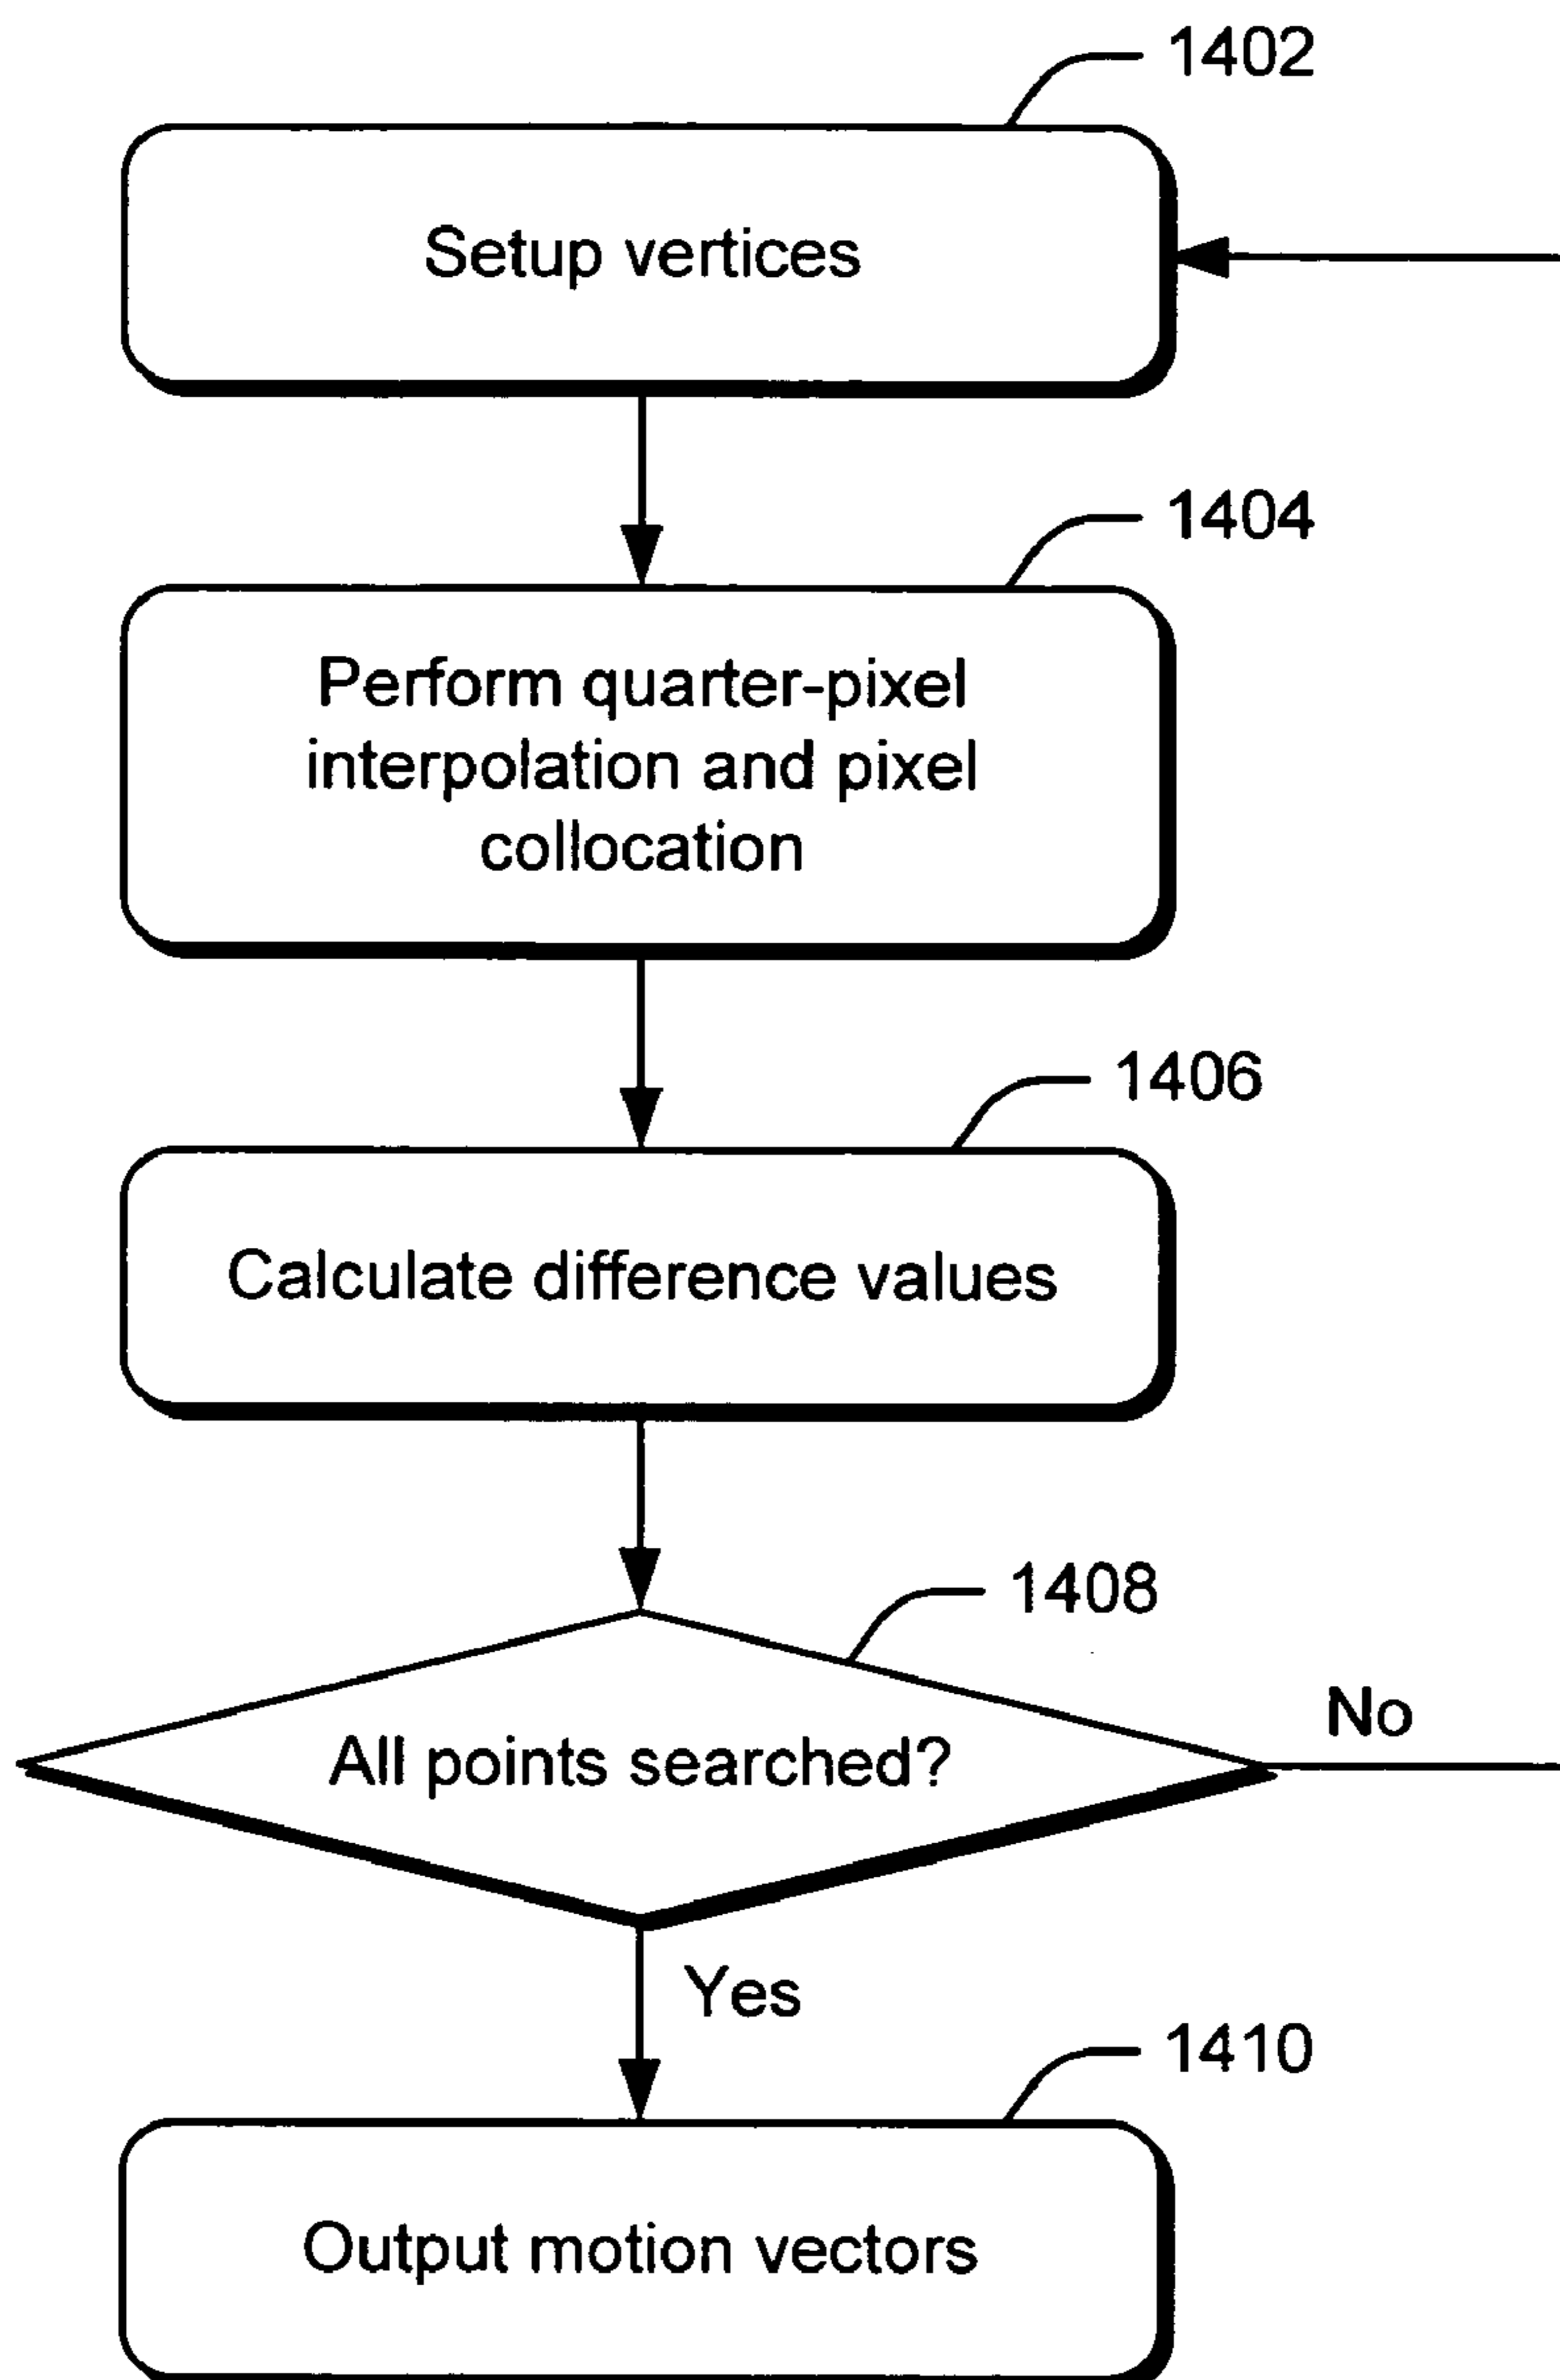 1402
Setup vertices
1404
Perform quarter-pixel
interpolation and pixel
collocation
1406
Calculate difference values
1408
All points searched?
No
Yes
1410
Output motion vectors